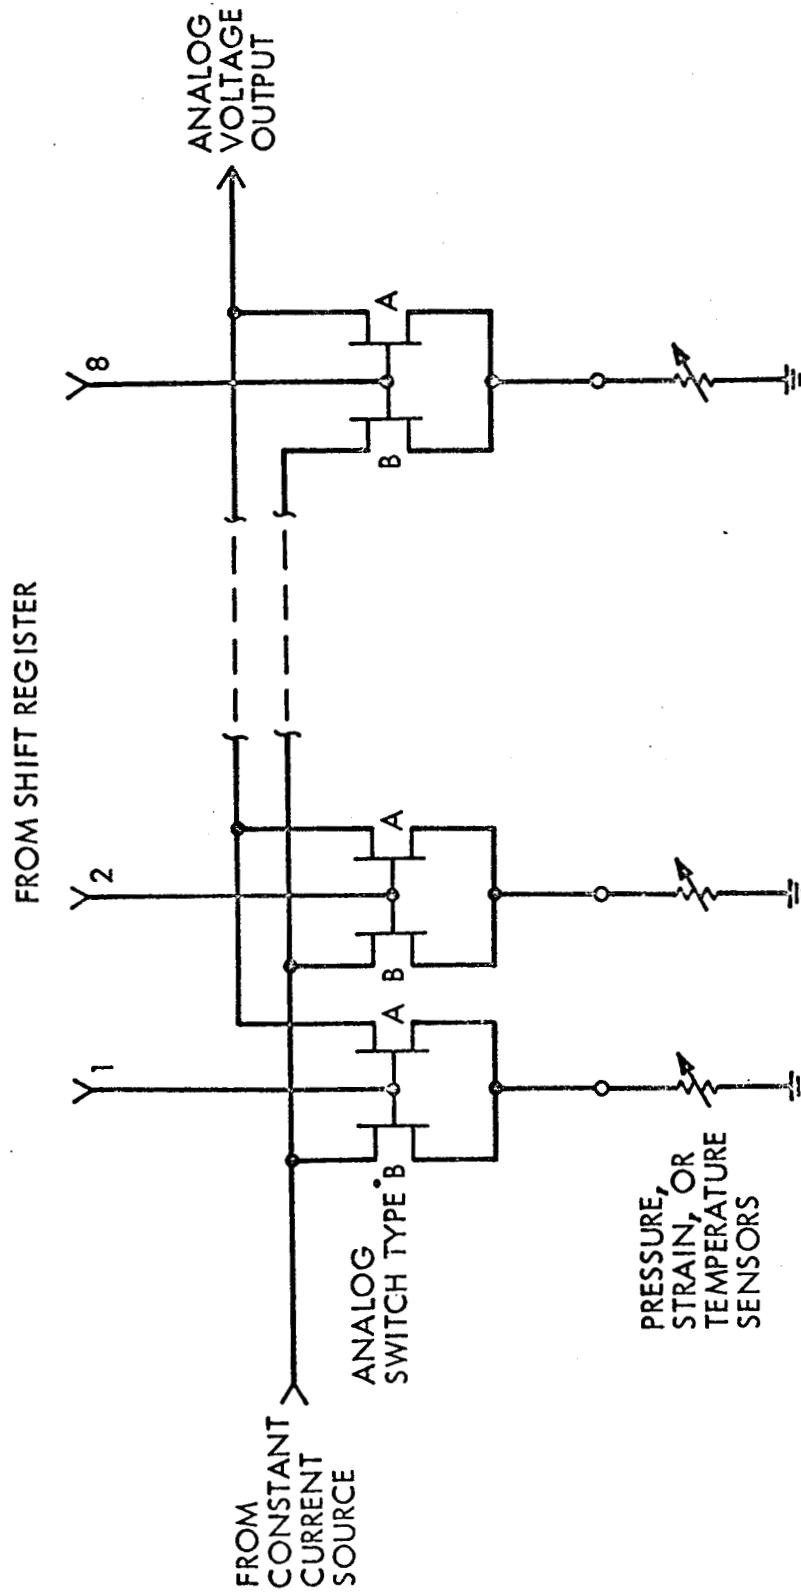 FROM SHIFT REGISTER
1
2
8
ANALOG
VOLTAGE
OUTPUT
FROM
CONSTANT
CURRENT
SOURCE
ANALOG
SWITCH TYPE
B
A
B
A
B
A
PRESSURE,
STRAIN, OR
TEMPERATURE
SENSORS